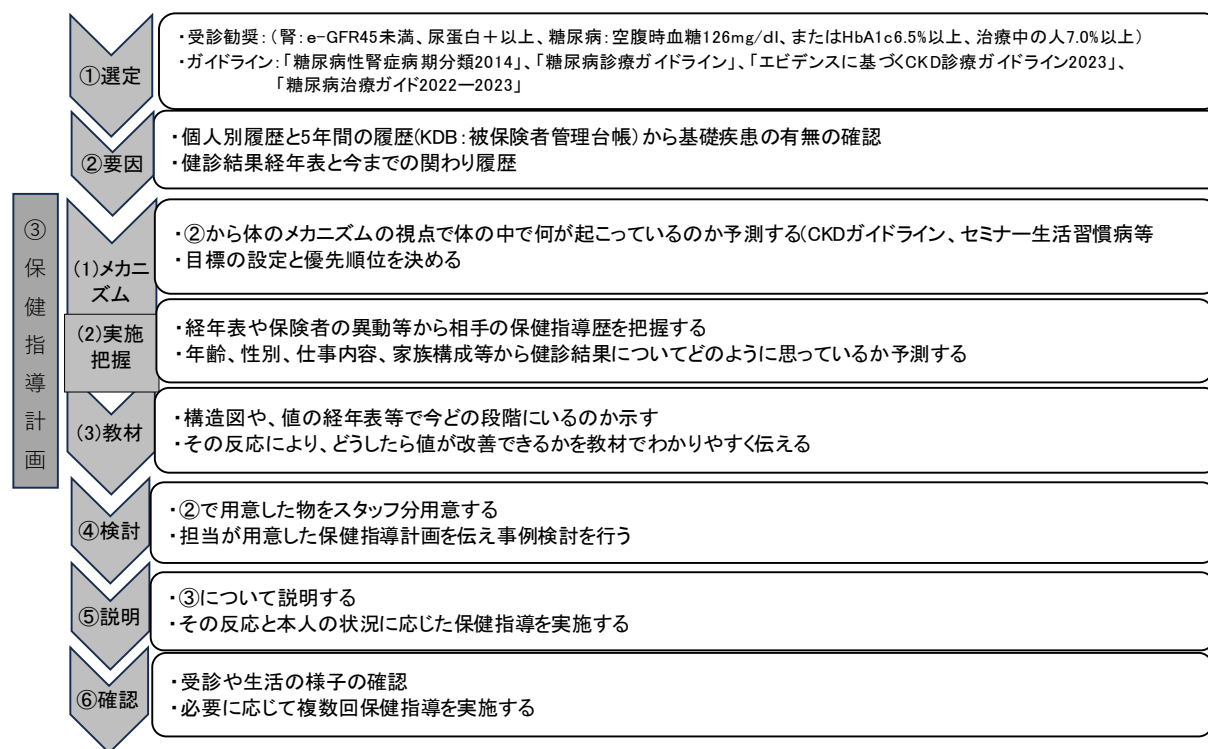 ①選定
・受診勧奨：（腎：e-GFR45未満、尿蛋白＋以上、糖尿病：空腹時血糖126mg/dl、またはHbA1c6.5%以上、治療中の人7.0%以上）
・ガイドライン：「糖尿病性腎症病期分類2014」、「糖尿病診療ガイドライン」、「エビデンスに基づくCKD診療ガイドライン2023」、
「糖尿病治療ガイド2022ー2023」
②要因
・個人別履歴と5年間の履歴(KDB：被保険者管理台帳)から基礎疾患の有無の確認
・健診結果経年表と今までの関わり履歴
③保健指導計画
(1)メカニ
ズム
・②から体のメカニズムの視点で体の中で何が起こっているのか予測する(CKDガイドライン、セミナー生活習慣病等
・目標の設定と優先順位を決める
(2)実施
把握
・経年表や保険者の異動等から相手の保健指導歴を把握する
・年齢、性別、仕事内容、家族構成等から健診結果についてどのように思っているか予測する
(3)教材
・構造図や、値の経年表等で今どの段階にいるのか示す
・その反応により、どうしたら値が改善できるかを教材でわかりやすく伝える
④検討
・②で用意した物をスタッフ分用意する
・担当が用意した保健指導計画を伝え事例検討を行う
⑤説明
・③について説明する
・その反応と本人の状況に応じた保健指導を実施する
⑥確認
・受診や生活の様子の確認
・必要に応じて複数回保健指導を実施する